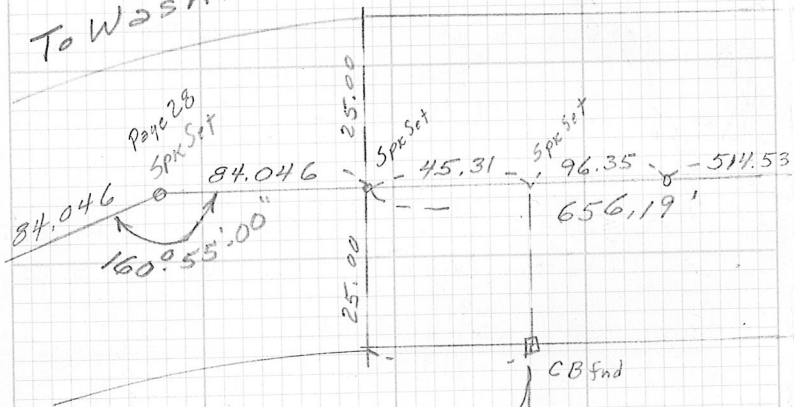 To Wash
25.00
Page 28
Spk Set
84.046
84.046
160° 55' 00"
Spk Set
45.31
Spk Set
96.35
514.53
656.19'
25.00
CB fnd